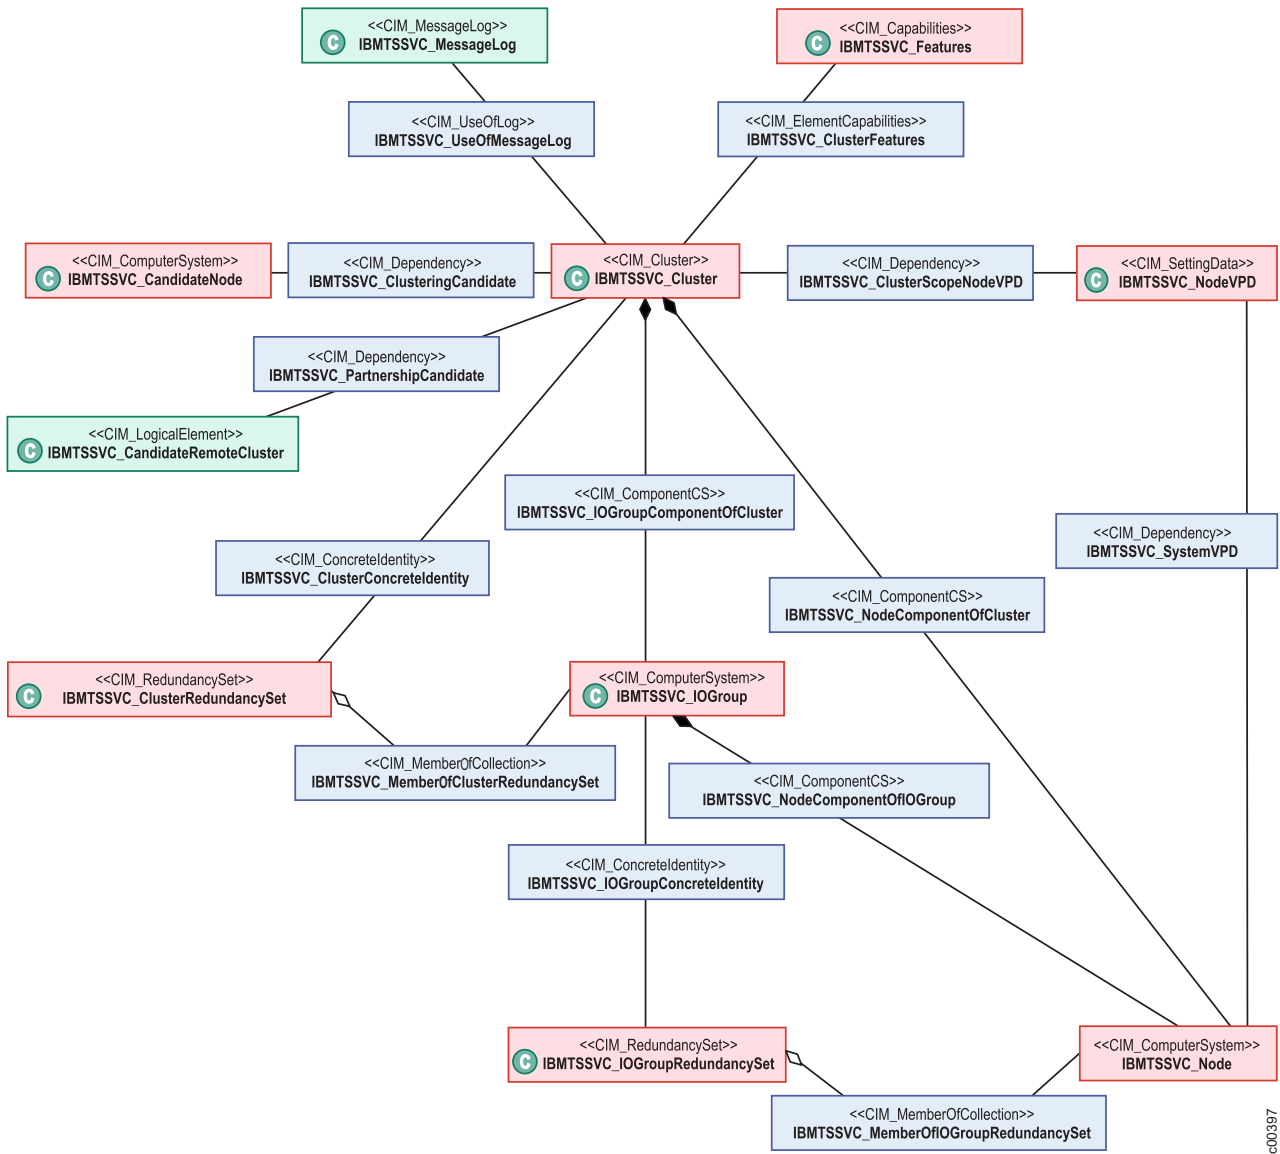 <<CIM_MessageLog>>
IBMTSSVC_MessageLog
C
<<CIM_Capabilities>>
IBMTSSVC_Features
C
<<CIM_UseOfLog>>
IBMTSSVC_UseOfMessageLog
<<CIM_ElementCapabilities>>
IBMTSSVC_ClusterFeatures
<<CIM_ComputerSystem>>
IBMTSSVC_CandidateNode
C
<<CIM_Dependency>>
IBMTSSVC_ClusteringCandidate
<<CIM_Cluster>>
IBMTSSVC_Cluster
C
<<CIM_Dependency>>
IBMTSSVC_ClusterScopeNodeVPD
<<CIM_SettingData>>
IBMTSSVC_NodeVPD
C
<<CIM_Dependency>>
IBMTSSVC_PartnershipCandidate
<<CIM_LogicalElement>>
IBMTSSVC_CandidateRemoteCluster
C
<<CIM_ComponentCS>>
IBMTSSVC_IOGroupComponentOfCluster
<<CIM_Dependency>>
IBMTSSVC_SystemVPD
<<CIM_ConcreteIdentity>>
IBMTSSVC_ClusterConcreteIdentity
<<CIM_ComponentCS>>
IBMTSSVC_NodeComponentOfCluster
<<CIM_RedundancySet>>
IBMTSSVC_ClusterRedundancySet
C
<<CIM_ComputerSystem>>
IBMTSSVC_IOGroup
C
<<CIM_MemberOfCollection>>
IBMTSSVC_MemberOfClusterRedundancySet
<<CIM_ComponentCS>>
IBMTSSVC_NodeComponentOfIOGroup
<<CIM_ConcreteIdentity>>
IBMTSSVC_IOGroupConcreteIdentity
<<CIM_RedundancySet>>
IBMTSSVC_IOGroupRedundancySet
C
<<CIM_ComputerSystem>>
IBMTSSVC_Node
<<CIM_MemberOfCollection>>
IBMTSSVC_MemberOfIOGroupRedundancySet
c00397